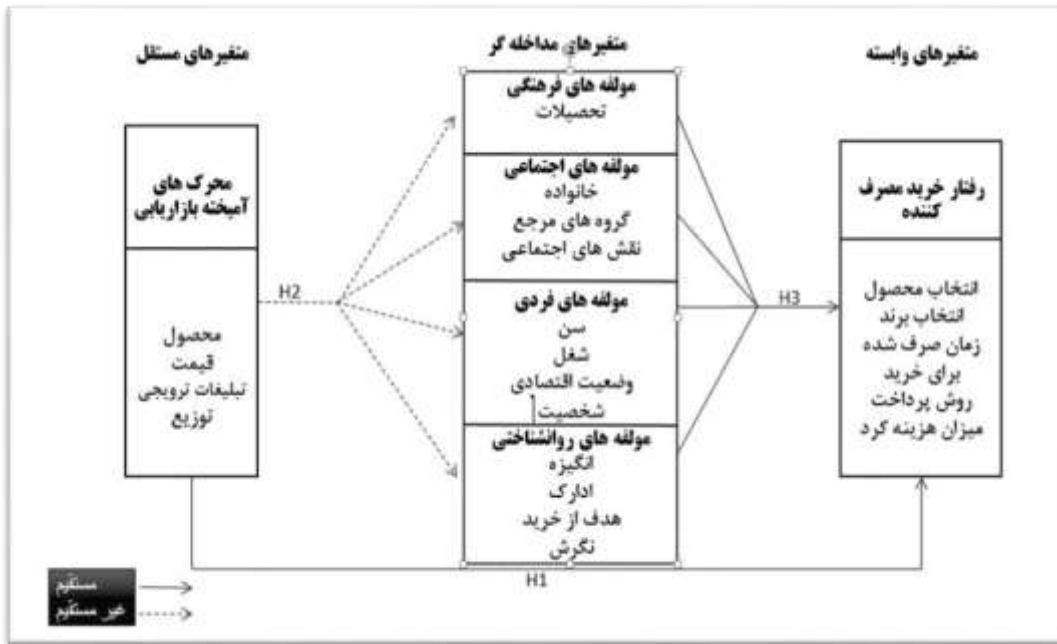 متغیرهای وابسته
متغیرهای مداخله گر
متغیرهای مستقل
رفتار خرید مصرف
کننده
انتخاب محصول
انتخاب برند
زمان صرف شده
برای خرید
روش پرداخت
میزان هزینه کرد
مولفه های فرهنگی
تحصیلات
مولفه های اجتماعی
خانواده
گروه های مرجع
نقش های اجتماعی
مولفه های فردی
سن
شغل
وضعیت اقتصادی
شخصیت
مولفه های روانشناختی
انگیزه
ادارک
هدف از خرید
نگرش
محرک های
آمیخته بازاریابی
محصول
قیمت
تبلیغات ترویجی
توزیع
H3
H2
H1
مستقیم
غیر مستقیم